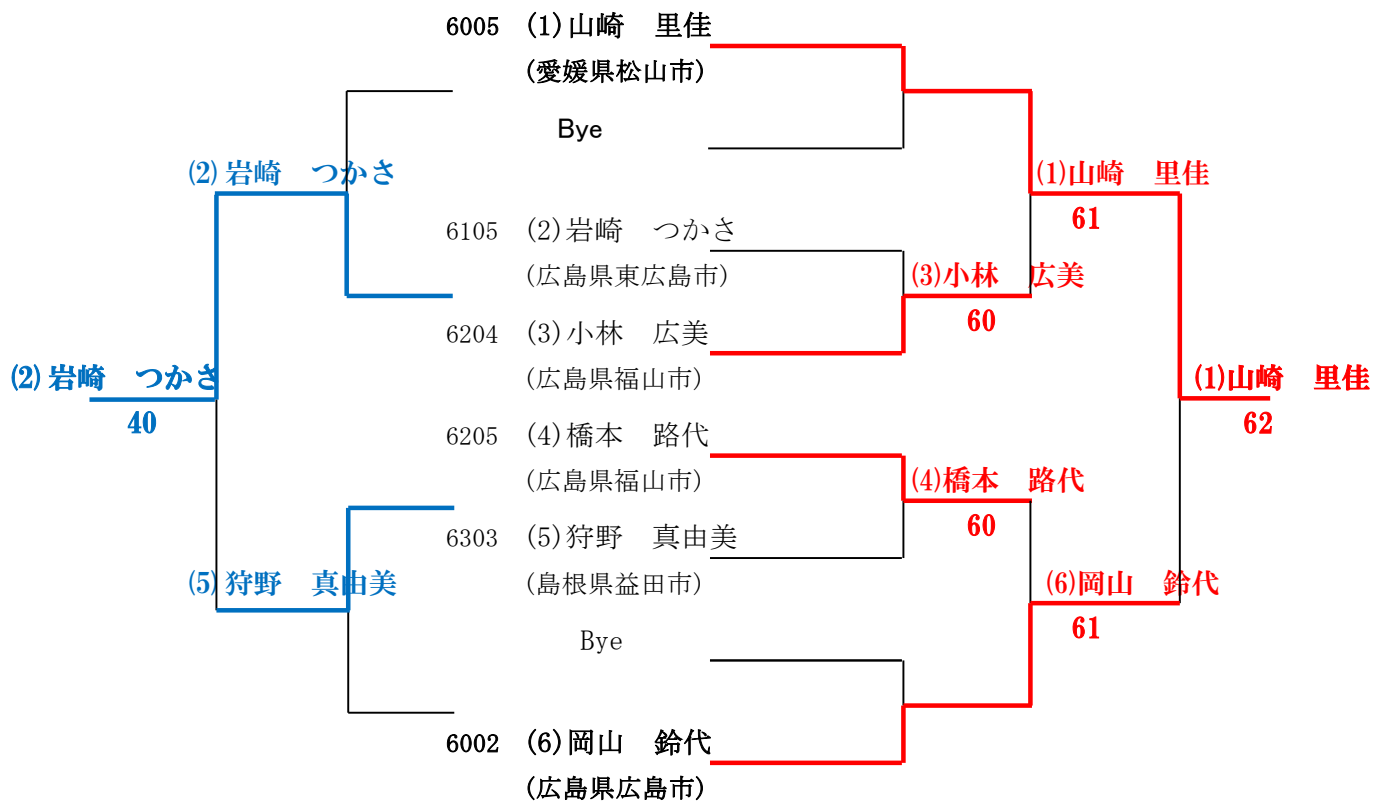 6005 (1)山崎　里佳
(愛媛県松山市)
Bye
(2)岩崎　つかさ
(1)山崎　里佳
61
6105 (2)岩崎　つかさ
(広島県東広島市)
(3)小林　広美
60
6204 (3)小林　広美
(広島県福山市)
(2)岩崎　つかさ
40
(1)山崎　里佳
62
6205 (4)橋本　路代
(広島県福山市)
(4)橋本　路代
60
6303 (5)狩野　真由美
(島根県益田市)
(5)狩野　真由美
(6)岡山　鈴代
61
Bye
6002 (6)岡山　鈴代
(広島県広島市)